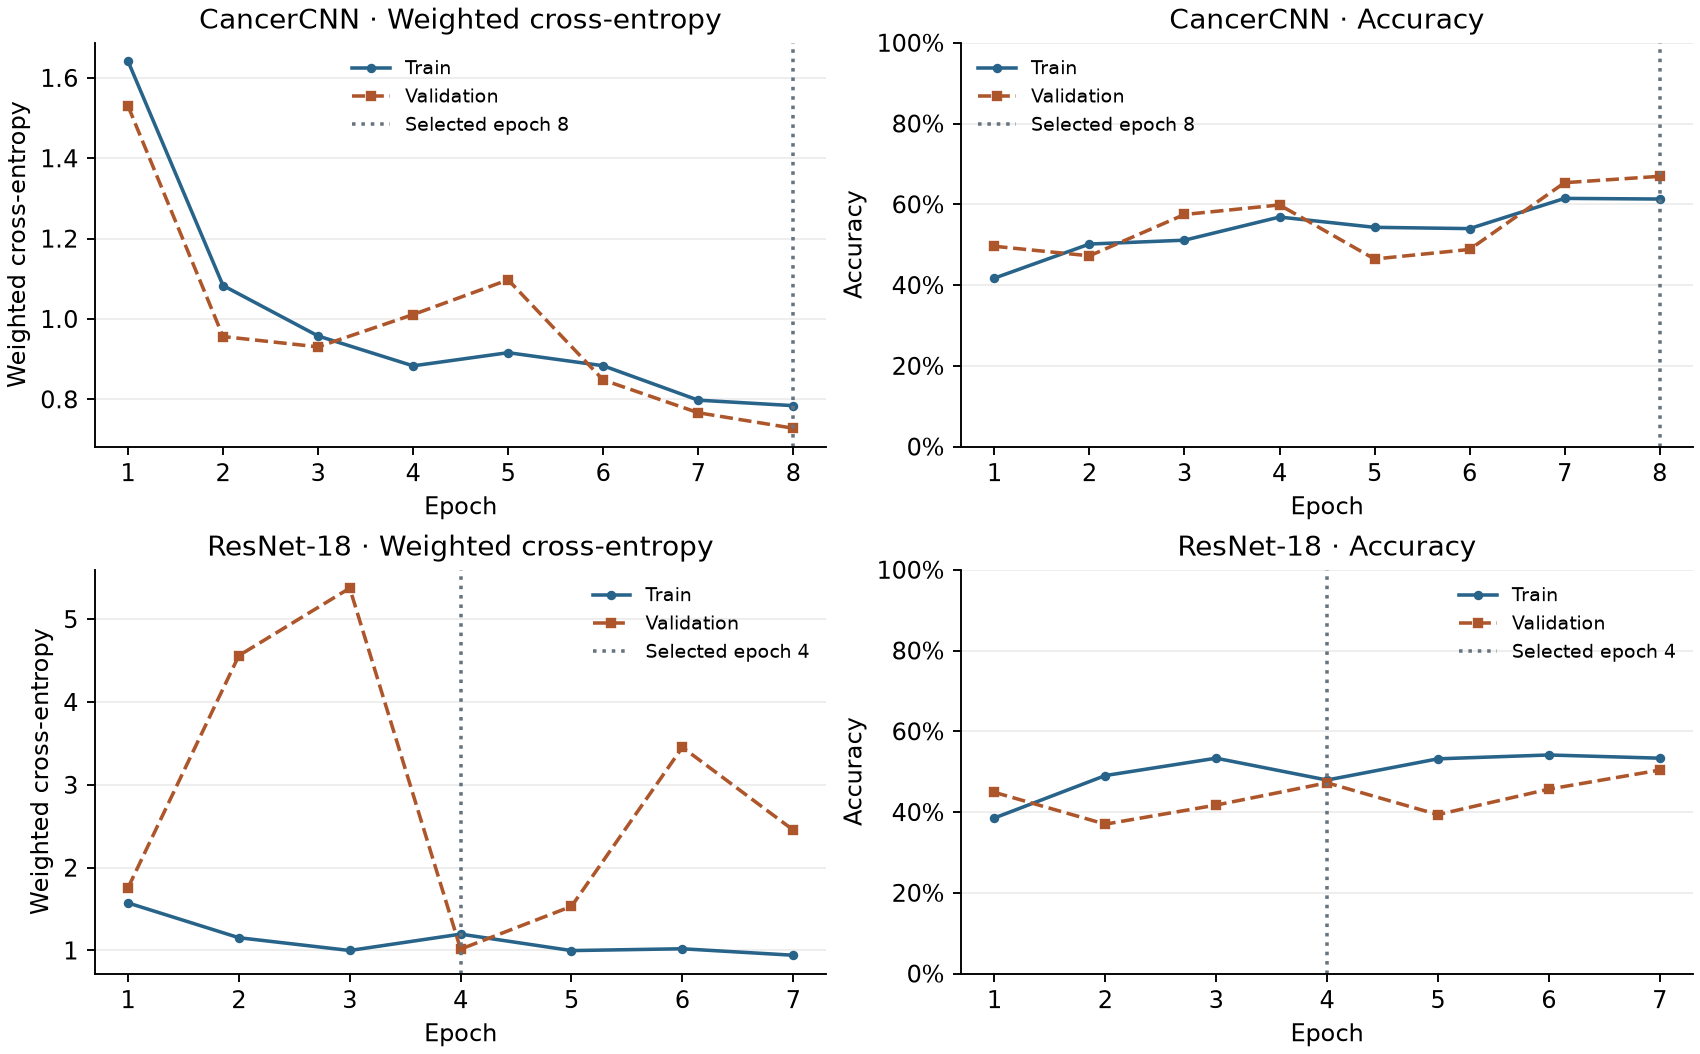 CancerCNN · Weighted cross-entropy
Weighted cross-entropy
1.6
1.4
1.2
1.0
0.8
Train
Validation
Selected epoch 8
1 2 3 4 5 6 7 8
Epoch
CancerCNN · Accuracy
Accuracy
100%
80%
60%
40%
20%
0%
Train
Validation
Selected epoch 8
1 2 3 4 5 6 7 8
Epoch
ResNet-18 · Weighted cross-entropy
Weighted cross-entropy
5
4
3
2
1
Train
Validation
Selected epoch 4
1 2 3 4 5 6 7
Epoch
ResNet-18 · Accuracy
Accuracy
100%
80%
60%
40%
20%
0%
Train
Validation
Selected epoch 4
1 2 3 4 5 6 7
Epoch